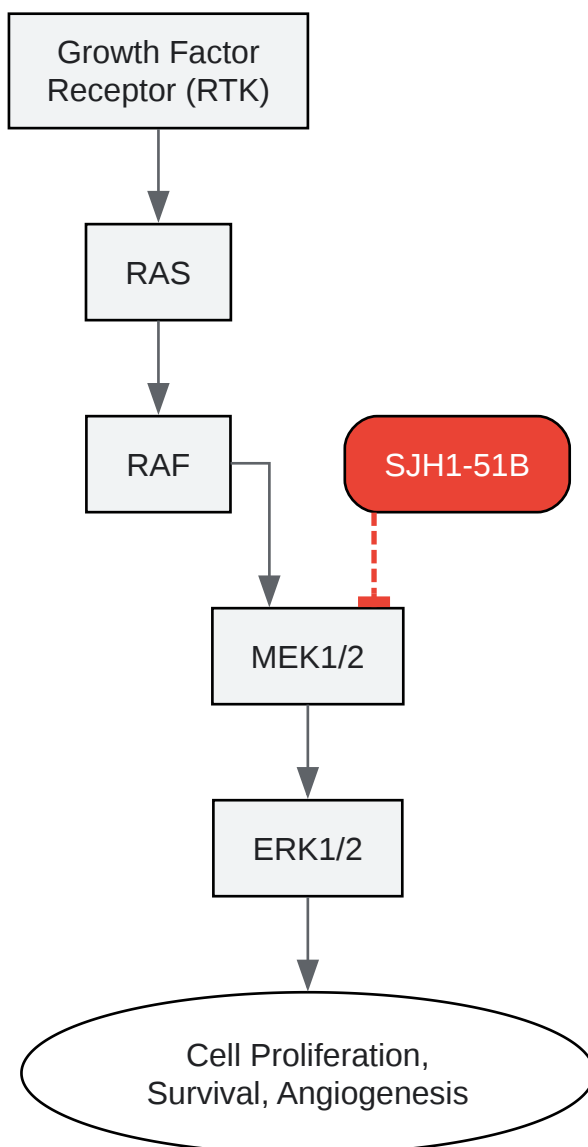 Growth Factor
Receptor (RTK)
RAS
RAF
SJH1-51B
MEK1/2
ERK1/2
Cell Proliferation,
Survival, Angiogenesis